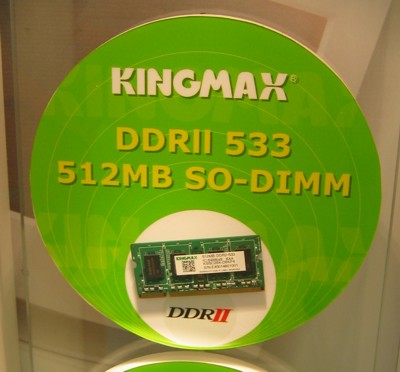 KINGMAX®
DDRII 533
512MB SO-DIMM
KINGMAX
DDRII